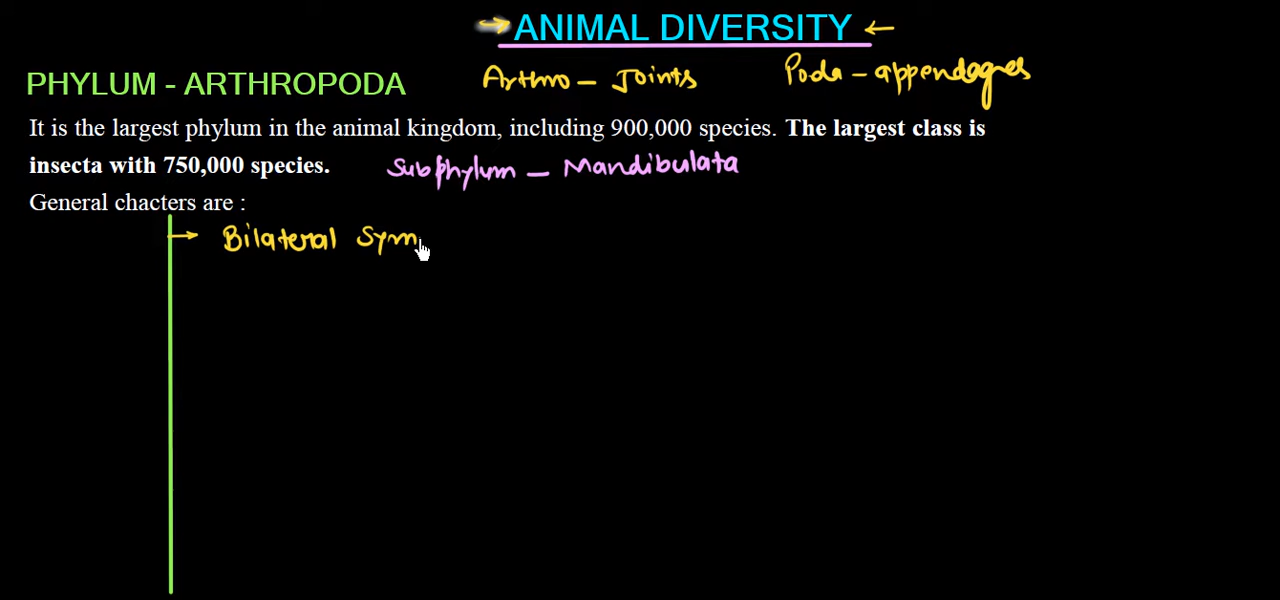 → ANIMAL DIVERSITY ←
PHYLUM - ARTHROPODA Arthro - Joints Poda - appendages
It is the largest phylum in the animal kingdom, including 900,000 species. The largest class is
insecta with 750,000 species. Subphylum - Mandibulata
General chacters are :
→ Bilateral Sym